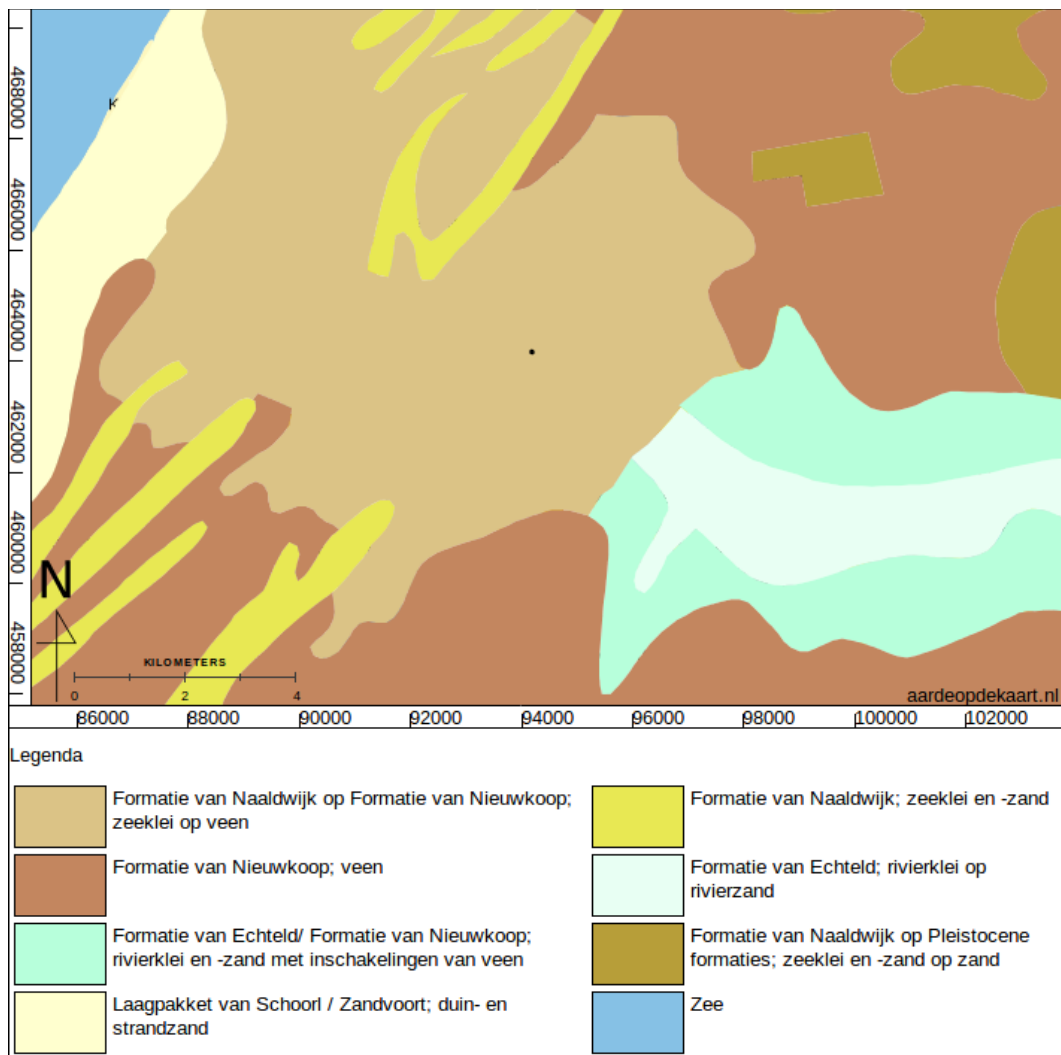 468000
466000
464000
462000
460000
458000
K
N
KILOMETERS
0 2 4
aardeopdekaart.nl
86000 88000 90000 92000 94000 96000 98000 100000 102000
Legenda
Formatie van Naaldwijk op Formatie van Nieuwkoop;
zeeklei op veen
Formatie van Nieuwkoop; veen
Formatie van Echteld/ Formatie van Nieuwkoop;
rivierklei en -zand met inschakelingen van veen
Laagpakket van Schoorl / Zandvoort; duin- en
strandzand
Formatie van Naaldwijk; zeeklei en -zand
Formatie van Echteld; rivierklei op
rivierzand
Formatie van Naaldwijk op Pleistocene
formaties; zeeklei en -zand op zand
Zee